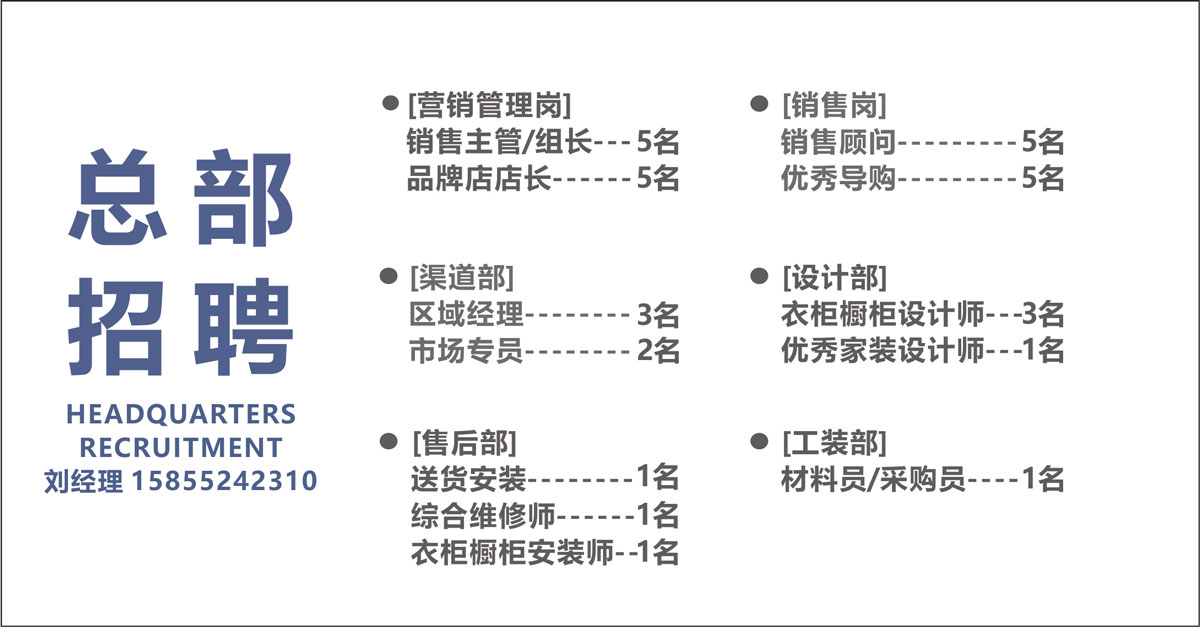 总部
招聘
HEADQUARTERS
RECRUITMENT
刘经理 15855242310
● [营销管理岗]
销售主管/组长---5名
品牌店店长------5名
● [销售岗]
销售顾问---------5名
优秀导购---------5名
● [渠道部]
区域经理--------3名
市场专员--------2名
● [设计部]
衣柜橱柜设计师---3名
优秀家装设计师---1名
● [售后部]
送货安装--------1名
综合维修师------1名
衣柜橱柜安装师--1名
● [工装部]
材料员/采购员----1名